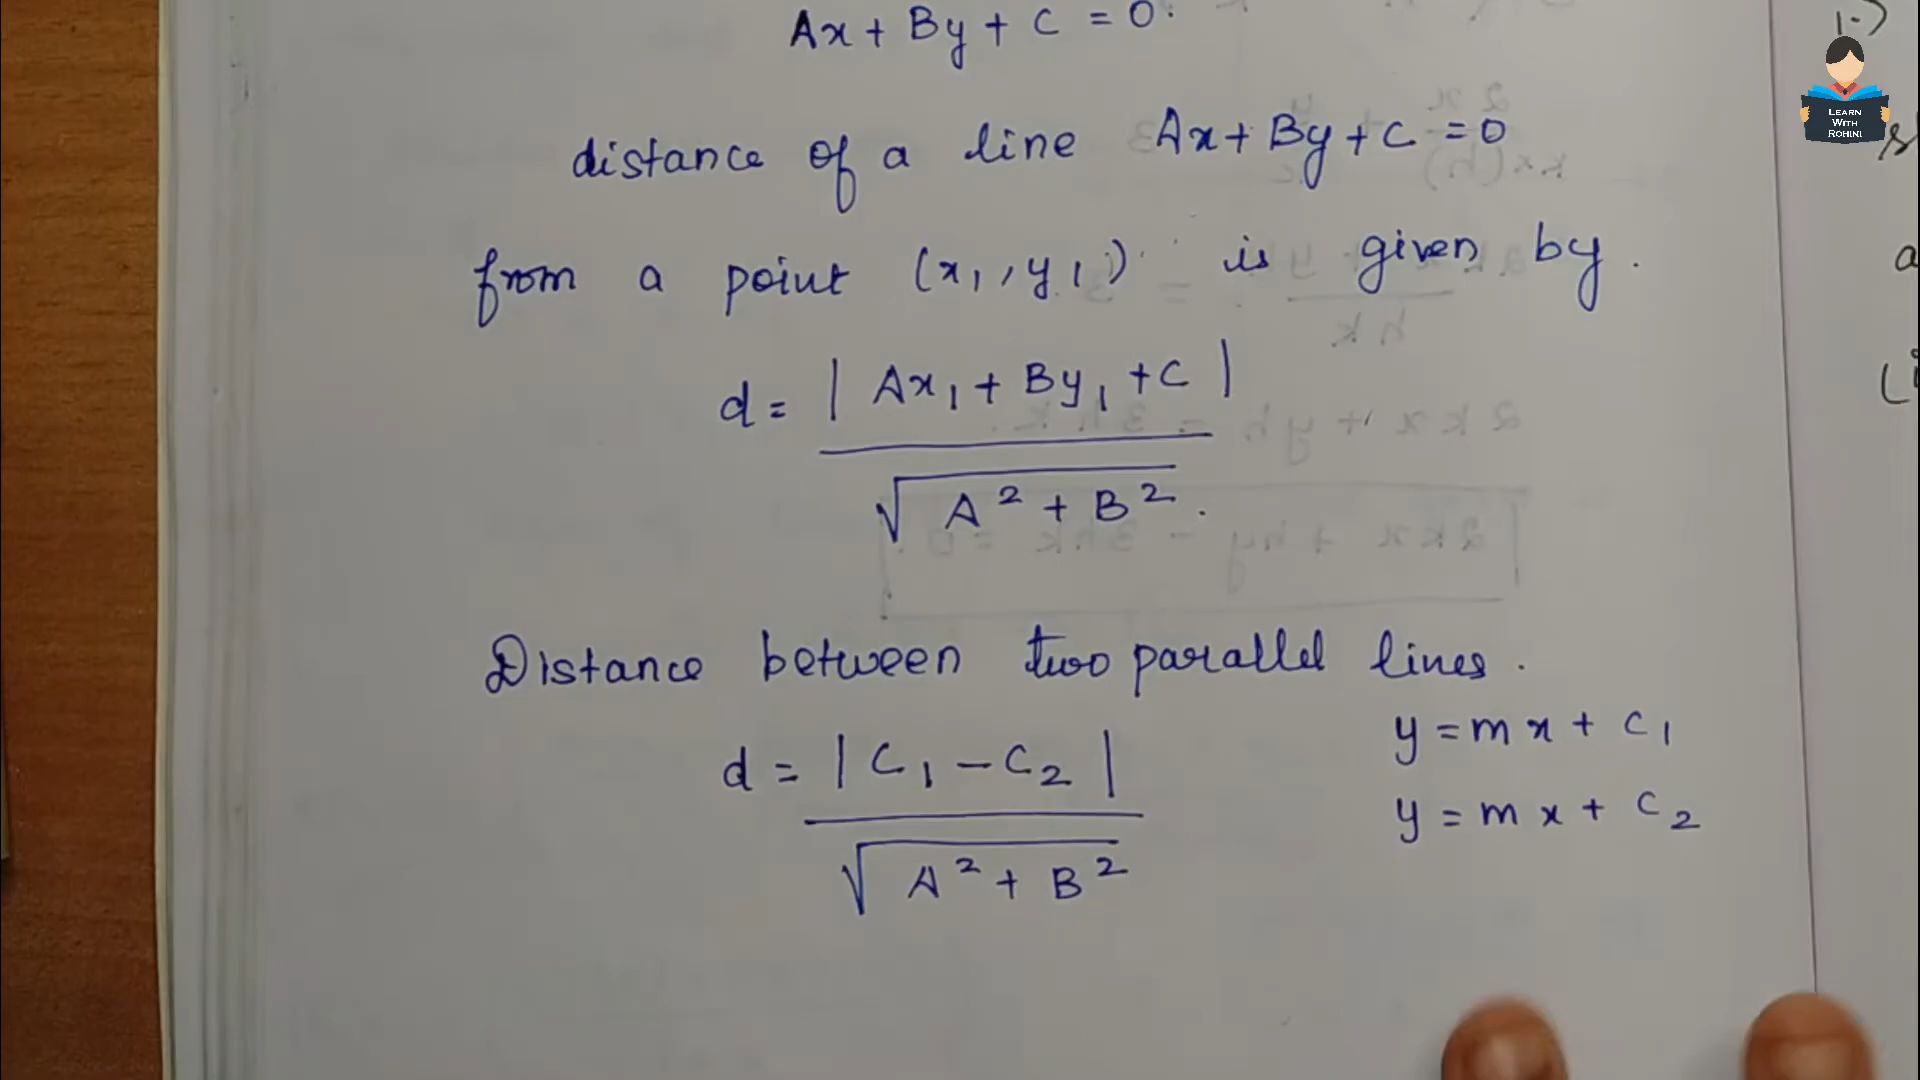 Ax + By + C = 0.
distance of a line Ax + By + C = 0
from a point (x₁, y₁) is given by.
d = | Ax₁ + By₁ + C |
√ A² + B² .
Distance between two parallel lines.
d = | C₁ - C₂ |
√ A² + B²
y = mx + C₁
y = mx + C₂
1.)
LEARN
WITH
ROHINI